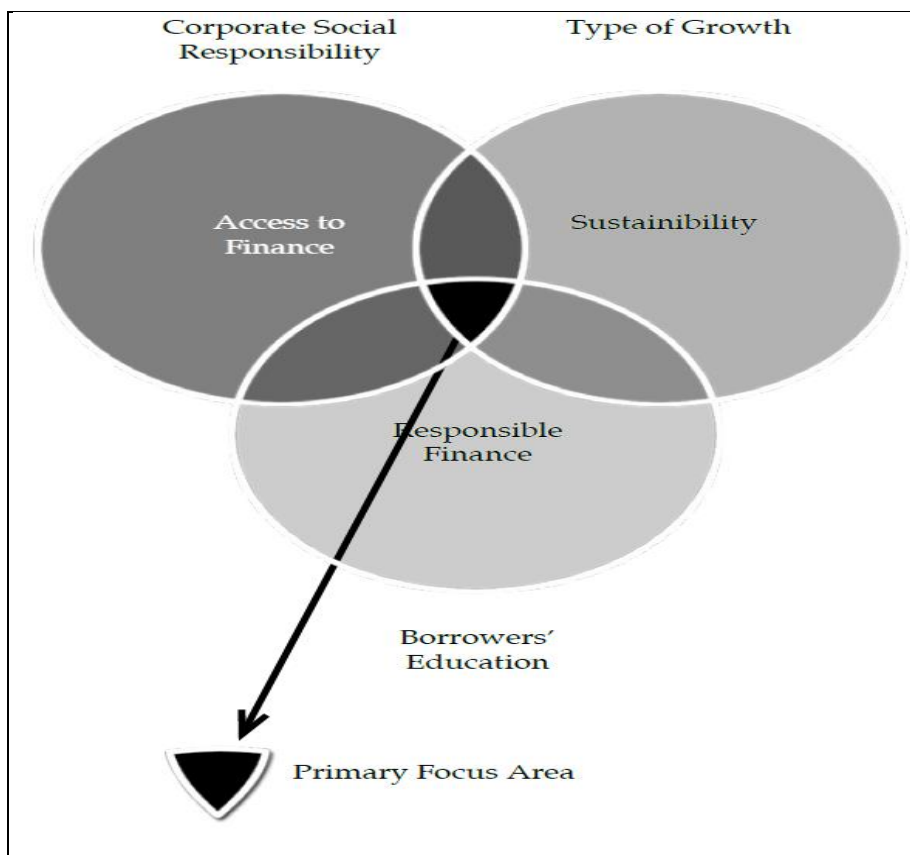 Corporate Social
Responsibility
Type of Growth
Access to
Finance
Sustainibility
Responsible
Finance
Borrowers'
Education
Primary Focus Area